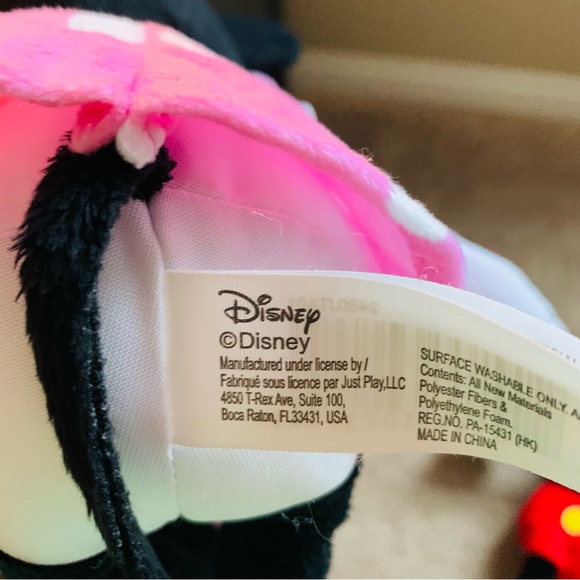 Disney
©Disney
Manufactured under license by /
Fabriqué sous licence par Just Play,LLC
4850 T-Rex Ave, Suite 100,
Boca Raton, FL33431, USA
SURFACE WASHABLE ONLY.
Contents: All New Materials
Polyester Fibers &
Polyethylene Foam.
REG.NO. PA-15431 (HK)
MADE IN CHINA